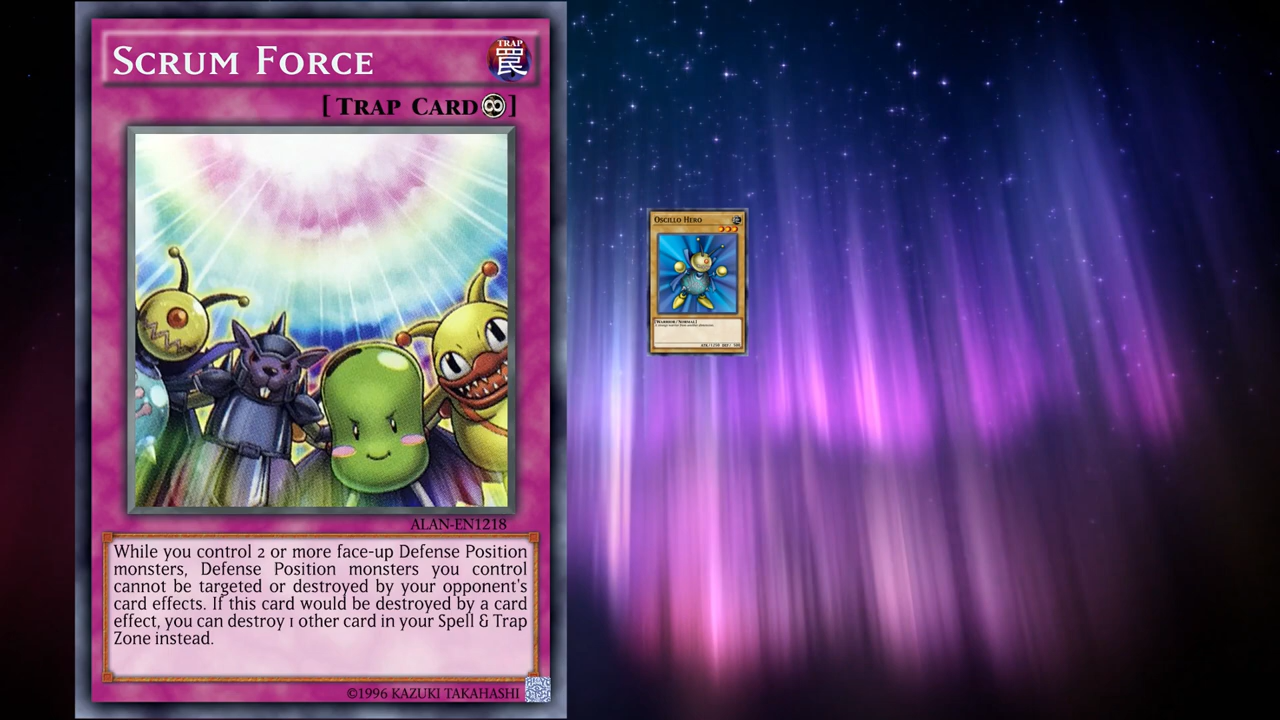 SCRUM FORCE
TRAP
罠
[ TRAP CARD ]
ALAN-EN1218
While you control 2 or more face-up Defense Position
monsters, Defense Position monsters you control
cannot be targeted or destroyed by your opponent's
card effects. If this card would be destroyed by a card
effect, you can destroy 1 other card in your Spell & Trap
Zone instead.
©1996 KAZUKI TAKAHASHI
OSCILLO HERO
[WARRIOR/NORMAL]